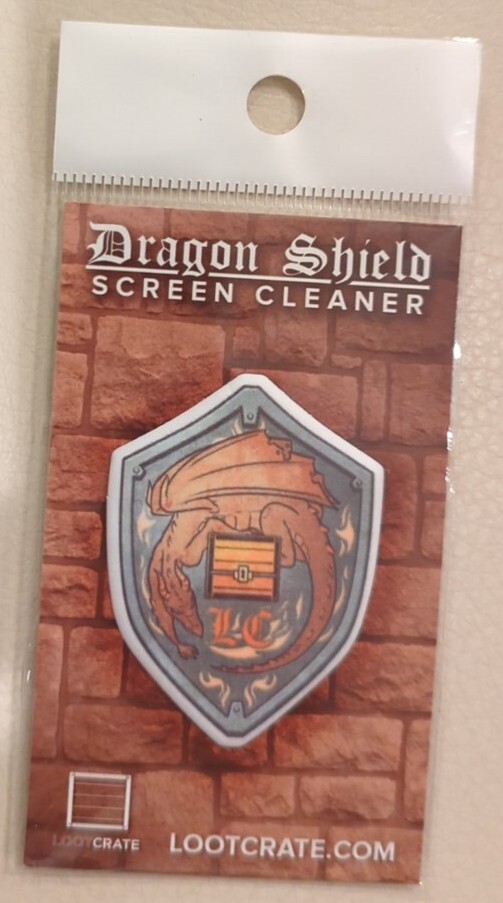 Dragon Shield
SCREEN CLEANER
LC
LOOTCRATE
LOOTCRATE.COM